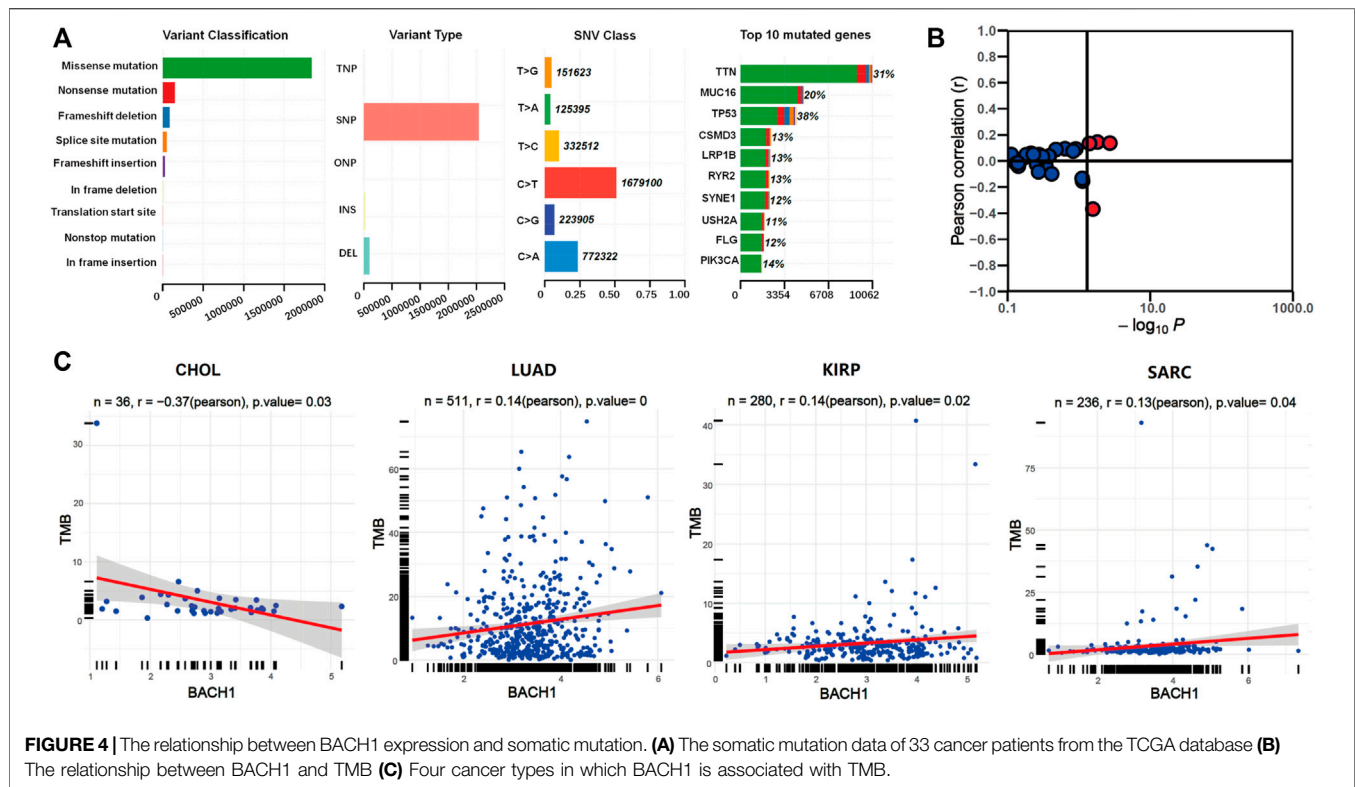 A
Variant Classification
Missense mutation
Nonsense mutation
Frameshift deletion
Splice site mutation
Frameshift insertion
In frame deletion
Translation start site
Nonstop mutation
In frame insertion
0
500000
1000000
1500000
2000000
Variant Type
TNP
SNP
ONP
INS
DEL
0
500000
1000000
1500000
2000000
2500000
SNV Class
T>G 151623
T>A 125395
T>C 332512
C>T 1679100
C>G 223905
C>A 772322
0 0.25 0.75 1.00
Top 10 mutated genes
TTN 31%
MUC16 20%
TP53 38%
CSMD3 13%
LRP1B 13%
RYR2 13%
SYNE1 12%
USH2A 11%
FLG 12%
PIK3CA 14%
0 3354 6708 10062
B
Pearson correlation (r)
1.0
0.8
0.6
0.4
0.2
0.0
−0.2
−0.4
−0.6
−0.8
−1.0
0.1 10.0 1000.0
− log10 P
C
CHOL
n = 36, r = −0.37(pearson), p.value= 0.03
TMB
30
20
10
0
1 2 3 4 5
BACH1
LUAD
n = 511, r = 0.14(pearson), p.value= 0
TMB
60
40
20
0
2 4 6
BACH1
KIRP
n = 280, r = 0.14(pearson), p.value= 0.02
TMB
40
30
20
10
0
0 1 2 3 4 5
BACH1
SARC
n = 236, r = 0.13(pearson), p.value= 0.04
TMB
75
50
25
0
2 4 6
BACH1
FIGURE 4 | The relationship between BACH1 expression and somatic mutation. (A) The somatic mutation data of 33 cancer patients from the TCGA database (B)
The relationship between BACH1 and TMB (C) Four cancer types in which BACH1 is associated with TMB.